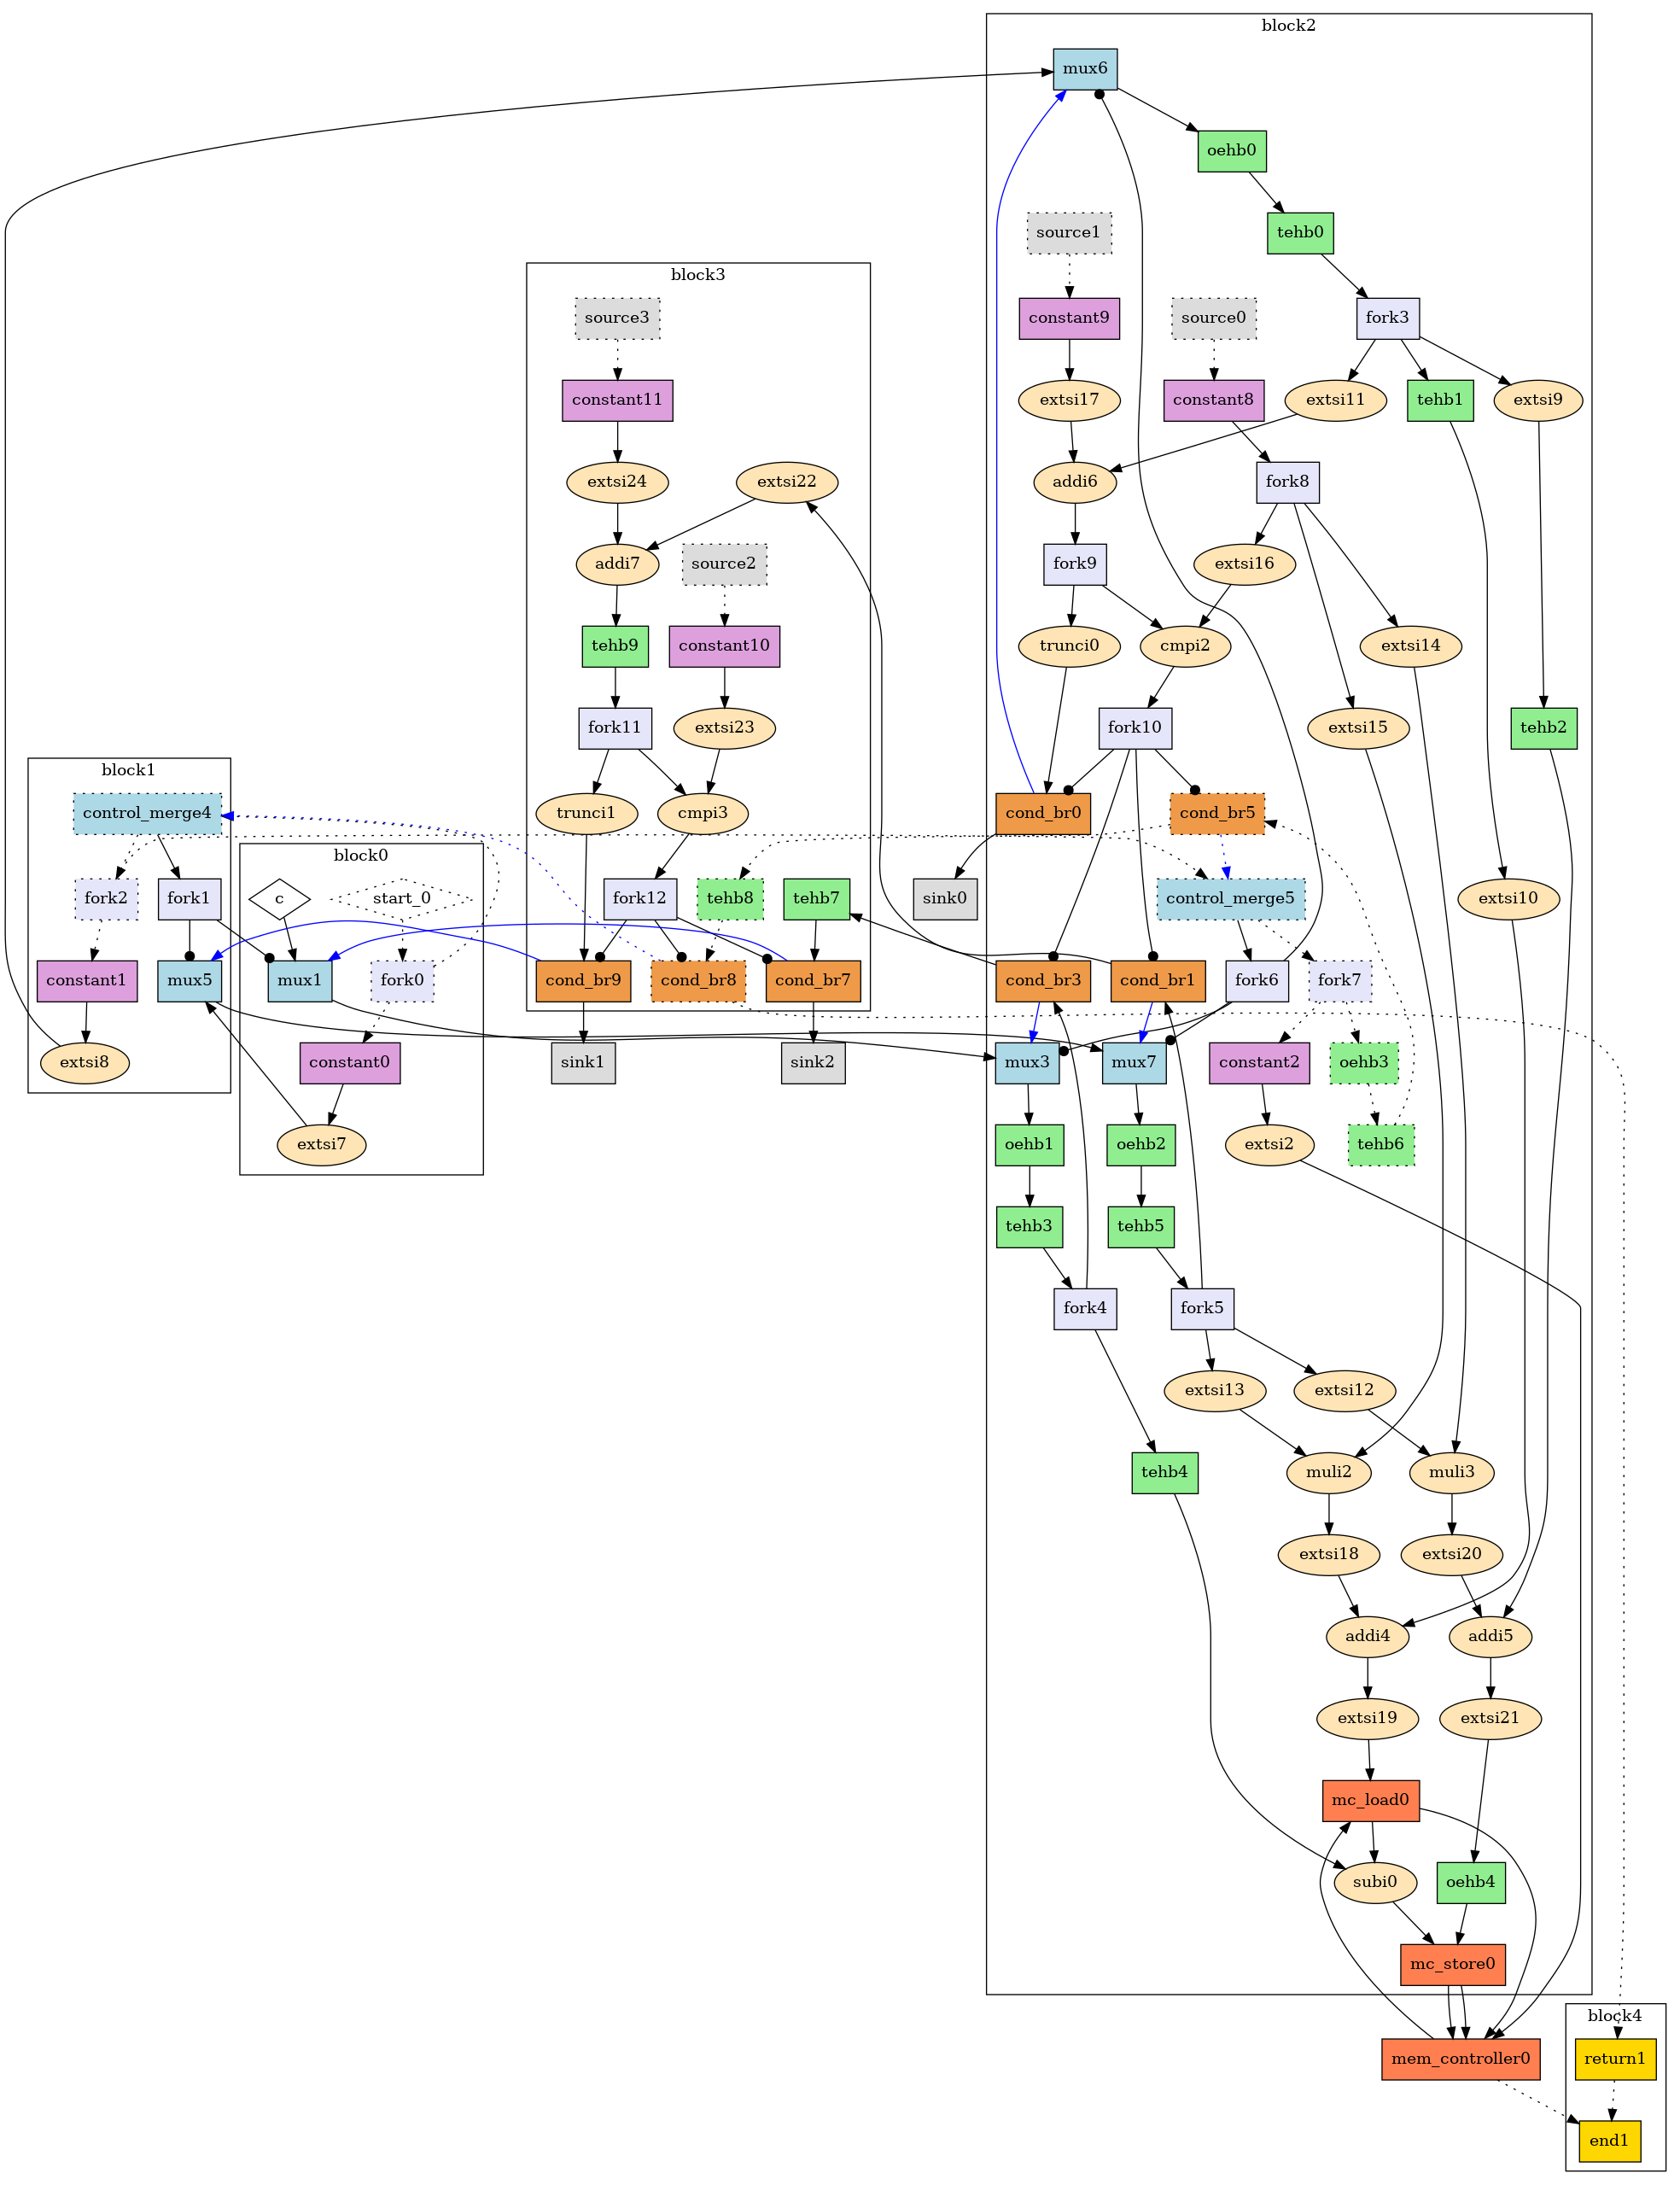 block2
mux6
oehb0
source1
tehb0
block3
source3
constant9
source0
fork3
constant11
extsi17
constant8
extsi11
tehb1
extsi9
extsi24
extsi22
addi6
fork8
addi7
source2
fork9
extsi16
tehb9
constant10
trunci0
cmpi2
extsi14
fork11
extsi23
fork10
extsi15
tehb2
block1
control_merge4
trunci1
cmpi3
cond_br0
cond_br5
block0
fork2
fork1
c
start_0
fork12
tehb8
tehb7
sink0
control_merge5
extsi10
constant1
mux5
mux1
fork0
cond_br9
cond_br8
cond_br7
cond_br3
cond_br1
fork6
fork7
extsi8
constant0
sink1
sink2
mux3
mux7
constant2
oehb3
extsi7
oehb1
oehb2
extsi2
tehb6
tehb3
tehb5
fork4
fork5
extsi13
extsi12
tehb4
muli2
muli3
extsi18
extsi20
addi4
addi5
extsi19
extsi21
mc_load0
subi0
oehb4
mc_store0
block4
mem_controller0
return1
end1